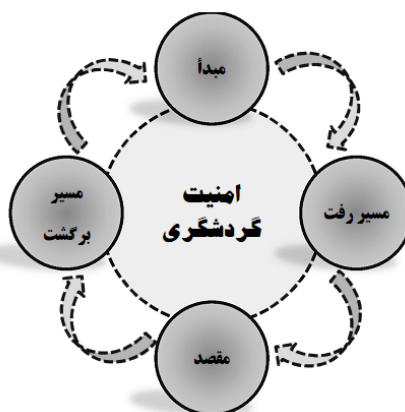 مبدأ
امنیت
گردشگری
مسیر رفت
مسیر
برگشت
مقصد